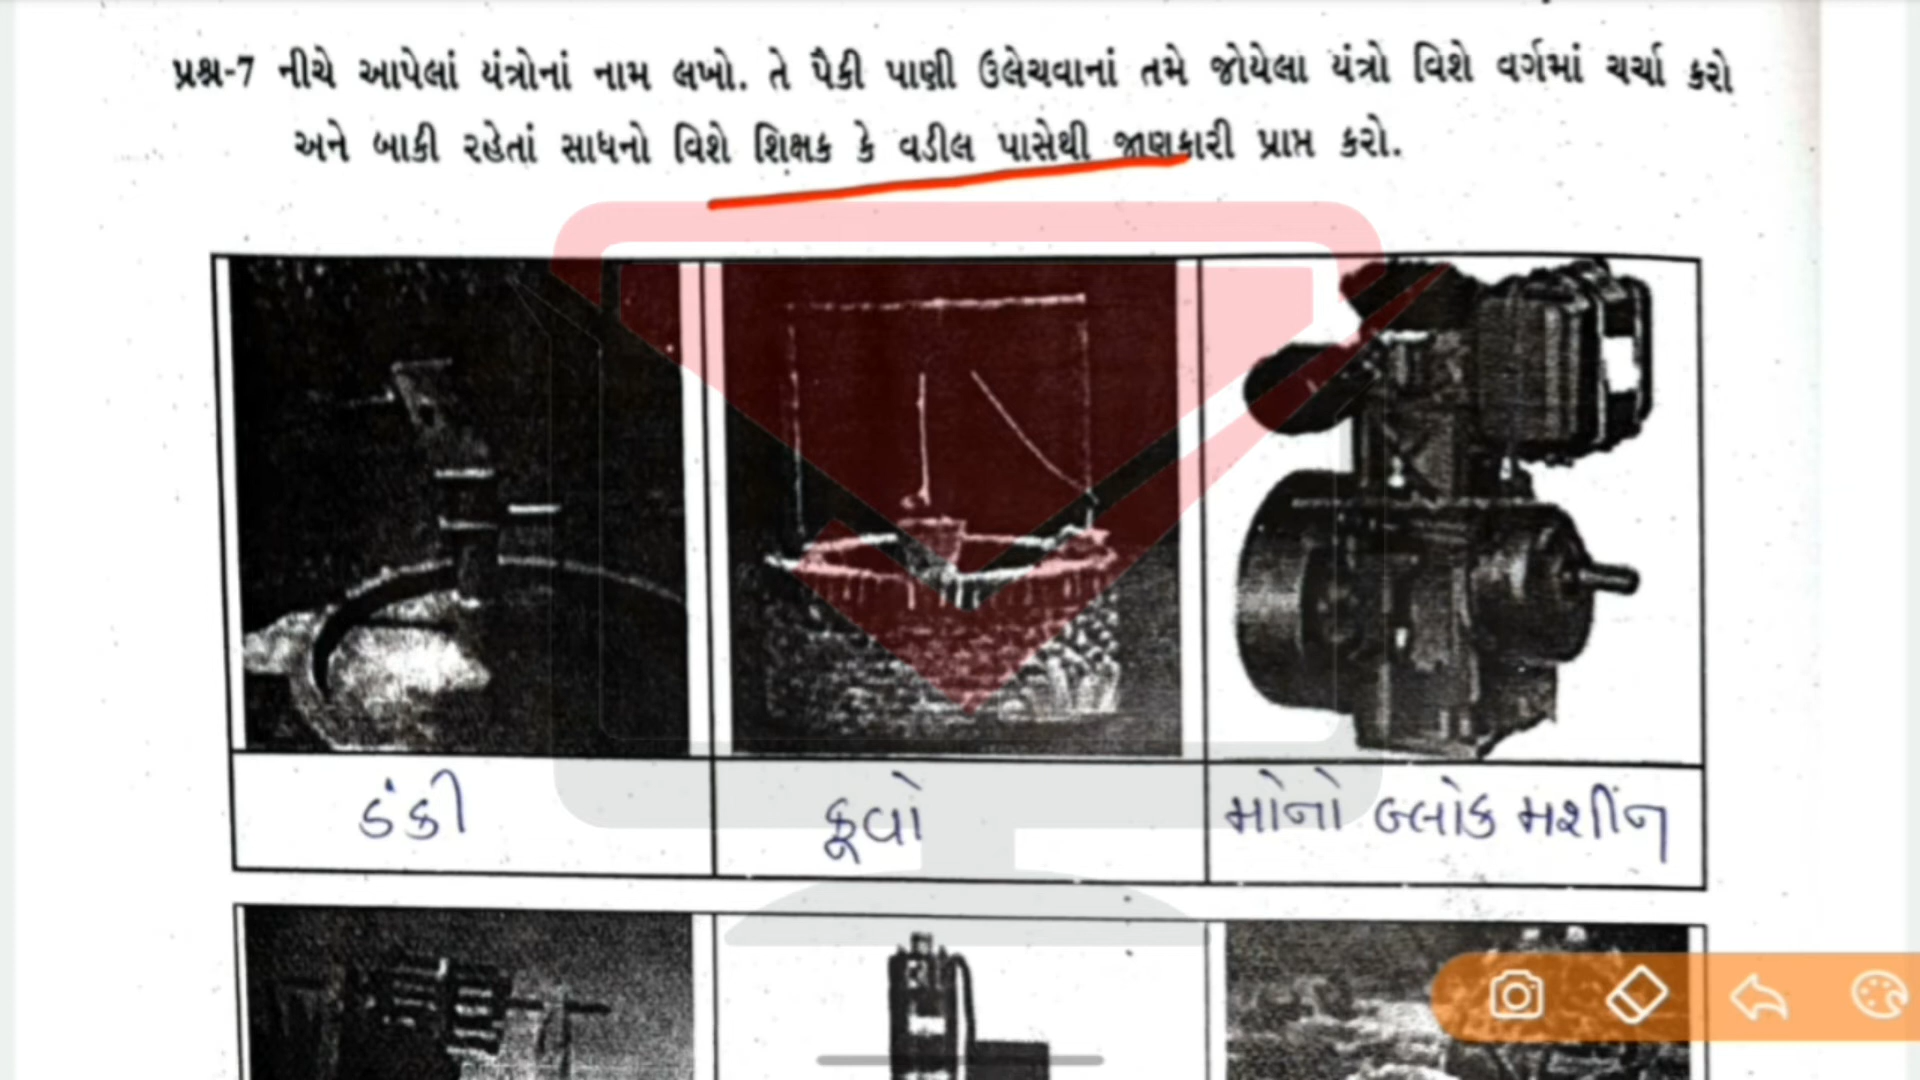 પ્રશ્ન-7 નીચે આપેલાં યંત્રોનાં નામ લખો. તે પૈકી પાણી ઉલેચવાનાં તમે જોયેલા યંત્રો વિશે વર્ગમાં ચર્ચા કરો
અને બાકી રહેતાં સાધનો વિશે શિક્ષક કે વડીલ પાસેથી જાણકારી પ્રાપ્ત કરો.
ડંકી
કૂવો
મોનો બ્લોક મશીન